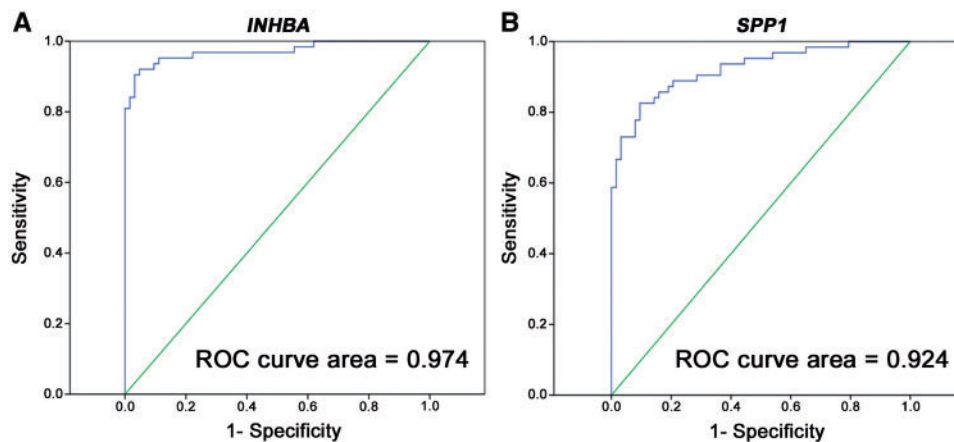 A
INHBA
1.0
0.8
0.6
0.4
0.2
0.0
Sensitivity
ROC curve area = 0.974
0.0 0.2 0.4 0.6 0.8 1.0
1- Specificity
B
SPP1
1.0
0.8
0.6
0.4
0.2
0.0
Sensitivity
ROC curve area = 0.924
0.0 0.2 0.4 0.6 0.8 1.0
1- Specificity